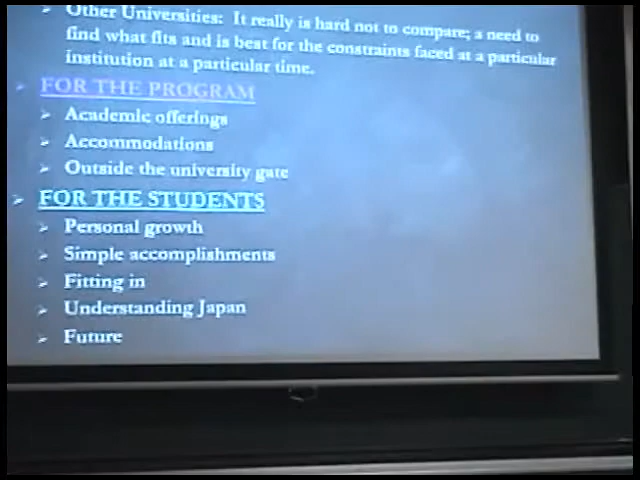 Other Universities: It really is hard not to compare; a need to
find what fits and is best for the constraints faced at a particular
institution at a particular time.
FOR THE PROGRAM
Academic offerings
Accommodations
Outside the university gate
FOR THE STUDENTS
Personal growth
Simple accomplishments
Fitting in
Understanding Japan
Future